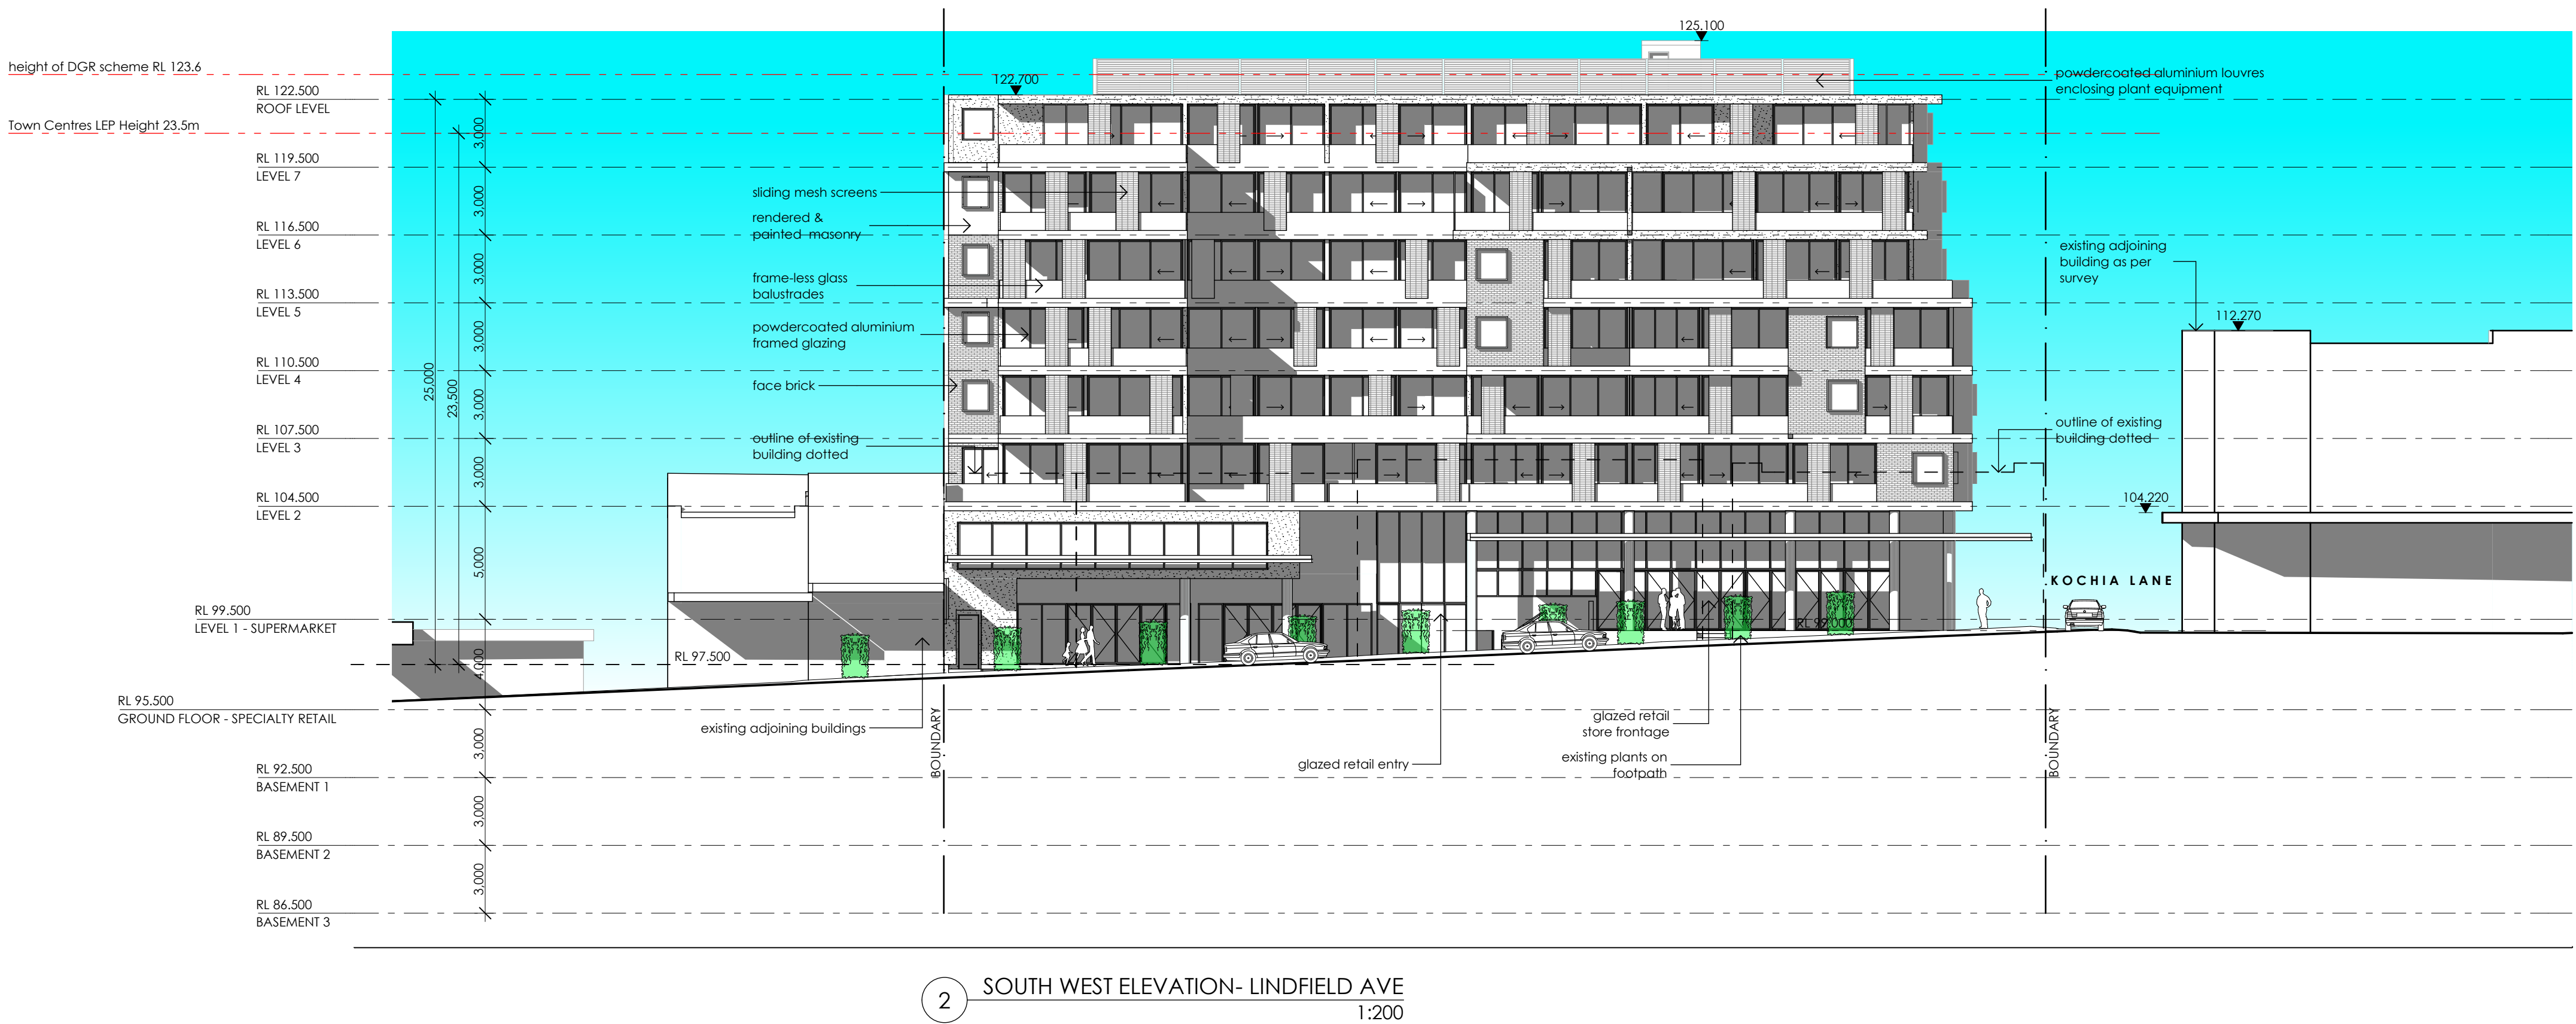 125.100
height of DGR scheme RL 123.6
powdercoated aluminium louvres
enclosing plant equipment
122.700
RL 122.500
ROOF LEVEL
Town Centres LEP Height 23.5m
3,000
RL 119.500
LEVEL 7
sliding mesh screens
3,000
rendered &
painted masonry
RL 116.500
LEVEL 6
existing adjoining
building as per
survey
3,000
frame-less glass
balustrades
RL 113.500
LEVEL 5
112.270
powdercoated aluminium
framed glazing
3,000
RL 110.500
LEVEL 4
25,000
23,500
face brick
3,000
RL 107.500
LEVEL 3
outline of existing
building dotted
outline of existing
building dotted
3,000
RL 104.500
LEVEL 2
104.220
5,000
KOCHIA LANE
RL 99.500
LEVEL 1 - SUPERMARKET
RL 97.500
4,000
RL 95.500
GROUND FLOOR - SPECIALTY RETAIL
existing adjoining buildings
BOUNDARY
glazed retail
store frontage
BOUNDARY
3,000
glazed retail entry
existing plants on
footpath
RL 92.500
BASEMENT 1
3,000
RL 89.500
BASEMENT 2
3,000
RL 86.500
BASEMENT 3
2
SOUTH WEST ELEVATION- LINDFIELD AVE
1:200